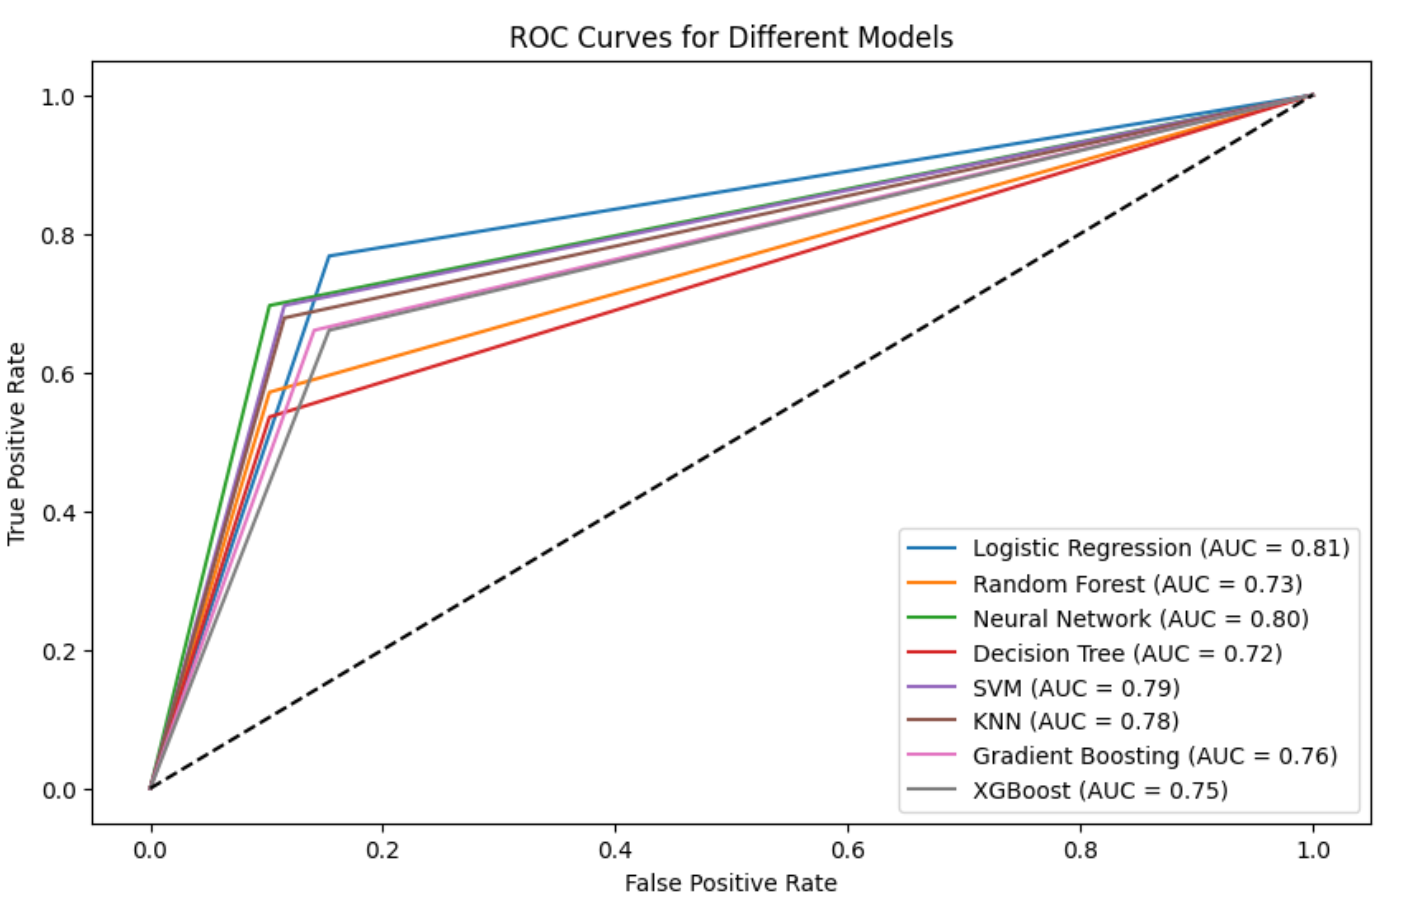 ROC Curves for Different Models
True Positive Rate
1.0
0.8
0.6
0.4
0.2
0.0
Logistic Regression (AUC = 0.81)
Random Forest (AUC = 0.73)
Neural Network (AUC = 0.80)
Decision Tree (AUC = 0.72)
SVM (AUC = 0.79)
KNN (AUC = 0.78)
Gradient Boosting (AUC = 0.76)
XGBoost (AUC = 0.75)
0.0 0.2 0.4 0.6 0.8 1.0
False Positive Rate